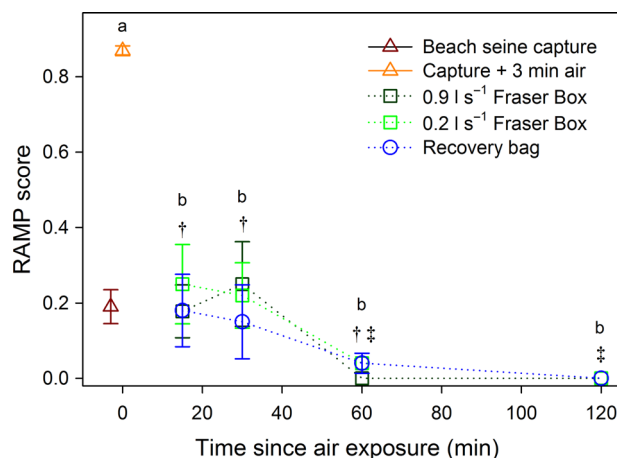 a
Beach seine capture
Capture + 3 min air
0.8
0.9 l s⁻¹ Fraser Box
0.2 l s⁻¹ Fraser Box
Recovery bag
0.6
RAMP score
b b
† †
0.4
b b
† ‡ ‡
0.2
0.0
0 20 40 60 80 100 120
Time since air exposure (min)